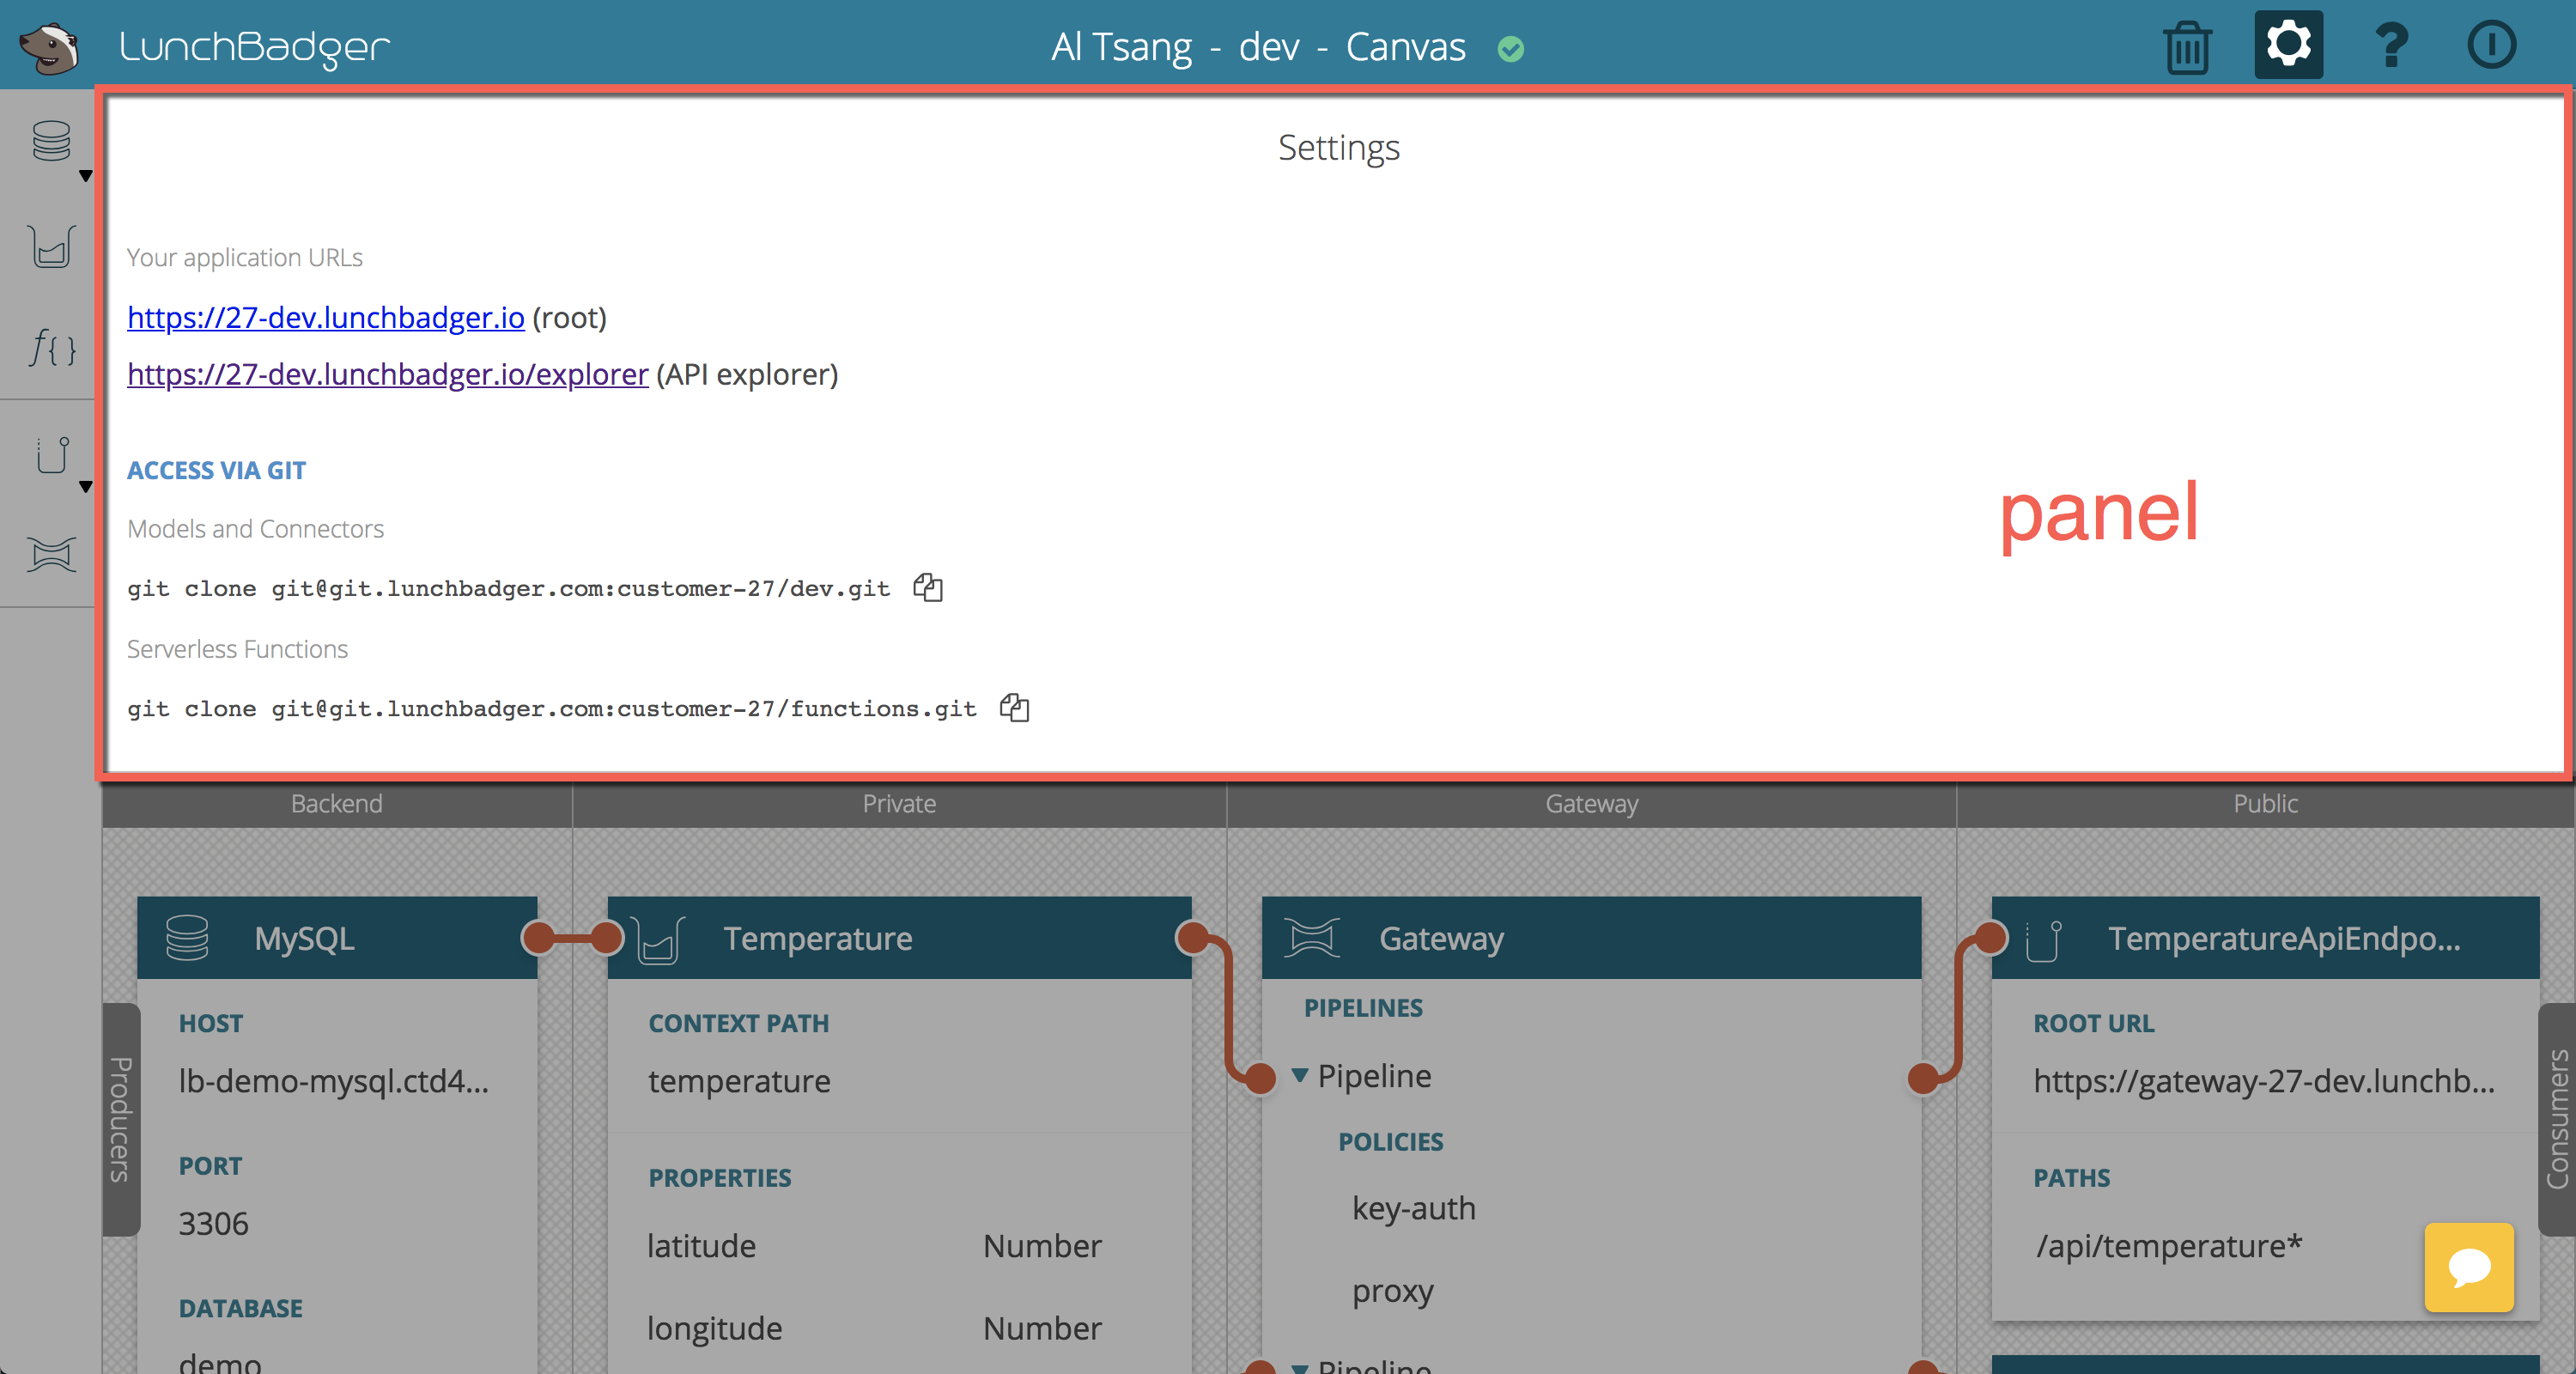 LunchBadger
Al Tsang - dev - Canvas
?
Settings
Your application URLs
https://27-dev.lunchbadger.io (root)
https://27-dev.lunchbadger.io/explorer (API explorer)
ACCESS VIA GIT
Models and Connectors
git clone git@git.lunchbadger.com:customer-27/dev.git
Serverless Functions
git clone git@git.lunchbadger.com:customer-27/functions.git
panel
f{}
Backend
Private
Gateway
Public
Producers
MySQL
HOST
lb-demo-mysql.ctd4...
PORT
3306
DATABASE
demo
Temperature
CONTEXT PATH
temperature
PROPERTIES
latitude Number
longitude Number
Gateway
PIPELINES
Pipeline
POLICIES
key-auth
proxy
Pipeline
TemperatureApiEndpo...
ROOT URL
https://gateway-27-dev.lunchb...
PATHS
/api/temperature*
Consumers